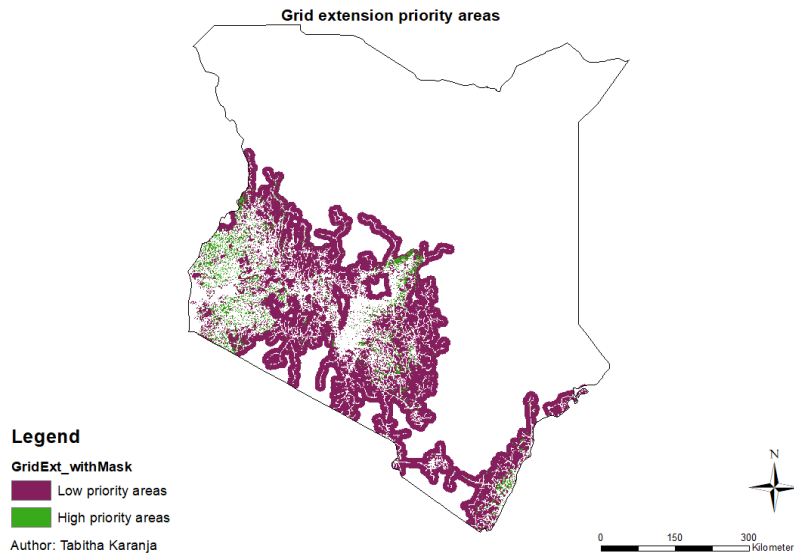 Grid extension priority areas
Legend
GridExt_withMask
Low priority areas
High priority areas
Author: Tabitha Karanja
N
0 150 300
Kilometer